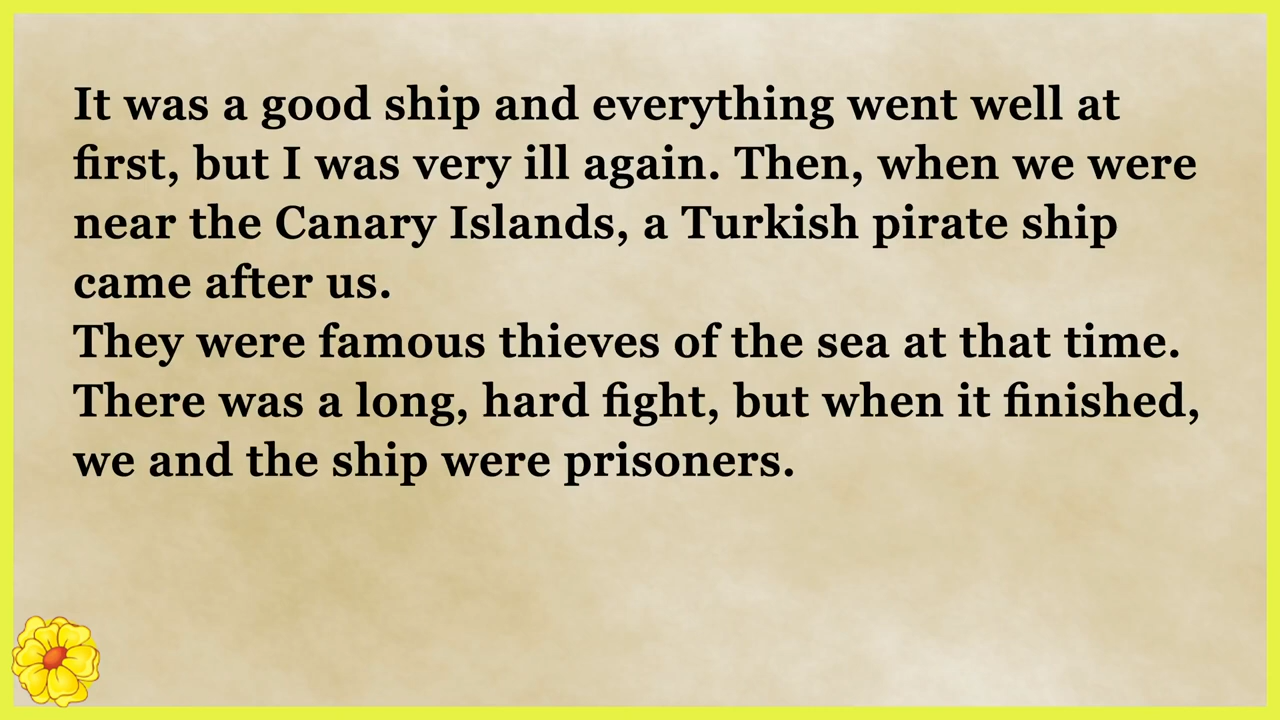 It was a good ship and everything went well at
first, but I was very ill again. Then, when we were
near the Canary Islands, a Turkish pirate ship
came after us.
They were famous thieves of the sea at that time.
There was a long, hard fight, but when it finished,
we and the ship were prisoners.